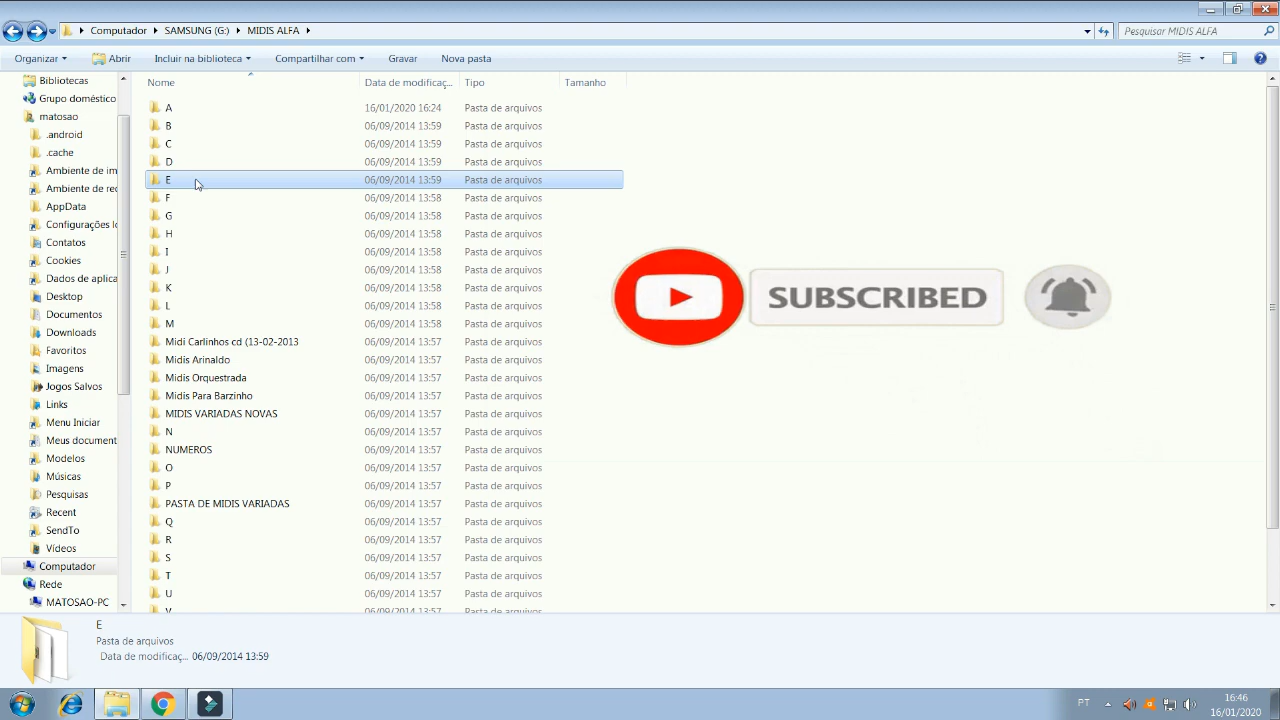 Computador ▸ SAMSUNG (G:) ▸ MIDIS ALFA ▸
Pesquisar MIDIS ALFA
Organizar Abrir Incluir na biblioteca Compartilhar com Gravar Nova pasta
Nome Data de modificaç... Tipo Tamanho
Bibliotecas
Grupo doméstico
matosao
.android
.cache
Ambiente de im
Ambiente de red
AppData
Configurações lo
Contatos
Cookies
Dados de aplica
Desktop
Documentos
Downloads
Favoritos
Imagens
Jogos Salvos
Links
Menu Iniciar
Meus document
Modelos
Músicas
Pesquisas
Recent
SendTo
Vídeos
Computador
Rede
MATOSAO-PC
A 16/01/2020 16:24 Pasta de arquivos
B 06/09/2014 13:59 Pasta de arquivos
C 06/09/2014 13:59 Pasta de arquivos
D 06/09/2014 13:59 Pasta de arquivos
E 06/09/2014 13:59 Pasta de arquivos
F 06/09/2014 13:58 Pasta de arquivos
G 06/09/2014 13:58 Pasta de arquivos
H 06/09/2014 13:58 Pasta de arquivos
I 06/09/2014 13:58 Pasta de arquivos
J 06/09/2014 13:58 Pasta de arquivos
K 06/09/2014 13:58 Pasta de arquivos
L 06/09/2014 13:58 Pasta de arquivos
M 06/09/2014 13:58 Pasta de arquivos
Midi Carlinhos cd (13-02-2013 06/09/2014 13:57 Pasta de arquivos
Midis Arinaldo 06/09/2014 13:57 Pasta de arquivos
Midis Orquestrada 06/09/2014 13:57 Pasta de arquivos
Midis Para Barzinho 06/09/2014 13:57 Pasta de arquivos
MIDIS VARIADAS NOVAS 06/09/2014 13:57 Pasta de arquivos
N 06/09/2014 13:57 Pasta de arquivos
NUMEROS 06/09/2014 13:57 Pasta de arquivos
O 06/09/2014 13:57 Pasta de arquivos
P 06/09/2014 13:57 Pasta de arquivos
PASTA DE MIDIS VARIADAS 06/09/2014 13:57 Pasta de arquivos
Q 06/09/2014 13:57 Pasta de arquivos
R 06/09/2014 13:57 Pasta de arquivos
S 06/09/2014 13:57 Pasta de arquivos
T 06/09/2014 13:57 Pasta de arquivos
U 06/09/2014 13:57 Pasta de arquivos
V 06/09/2014 13:57 Pasta de arquivos
SUBSCRIBED
E
Pasta de arquivos
Data de modificaç... 06/09/2014 13:59
PT
16:46
16/01/2020